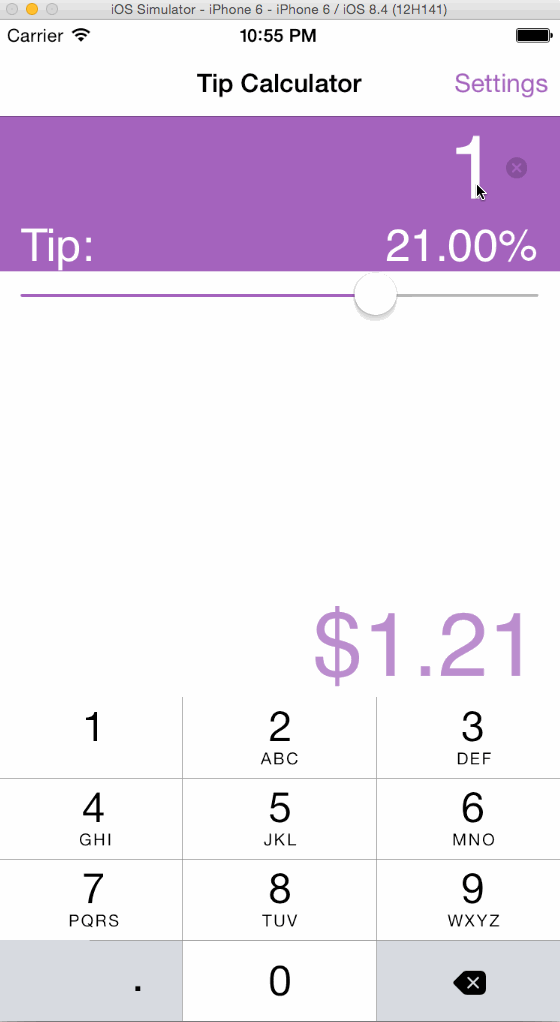 iOS Simulator - iPhone 6 - iPhone 6 / iOS 8.4 (12H141)
Carrier 10:55 PM
Tip Calculator Settings
1
Tip: 21.00%
$1.21
1 2 3
ABC DEF
4 5 6
GHI JKL MNO
7 8 9
PQRS TUV WXYZ
. 0